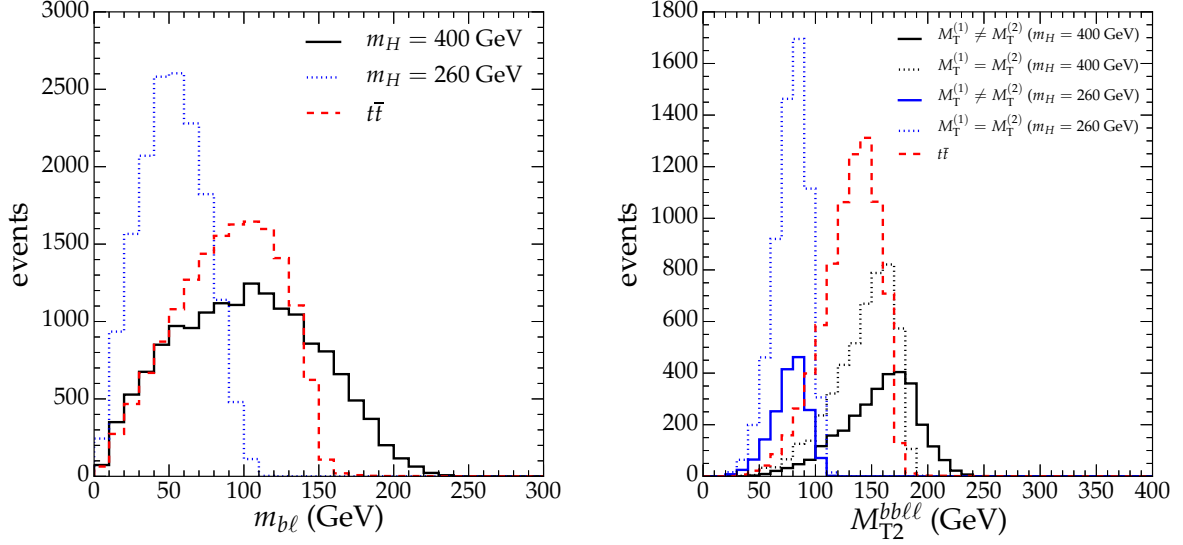 3000
2500
2000
1500
1000
500
0
events
0 50 100 150 200 250 300
m_{bℓ} (GeV)
m_H = 400 GeV
m_H = 260 GeV
tt̄
1800
1600
1400
1200
1000
800
600
400
200
0
events
0 50 100 150 200 250 300 350 400
M_{T2}^{bbℓℓ} (GeV)
M_T^{(1)} ≠ M_T^{(2)} (m_H = 400 GeV)
M_T^{(1)} = M_T^{(2)} (m_H = 400 GeV)
M_T^{(1)} ≠ M_T^{(2)} (m_H = 260 GeV)
M_T^{(1)} = M_T^{(2)} (m_H = 260 GeV)
tt̄